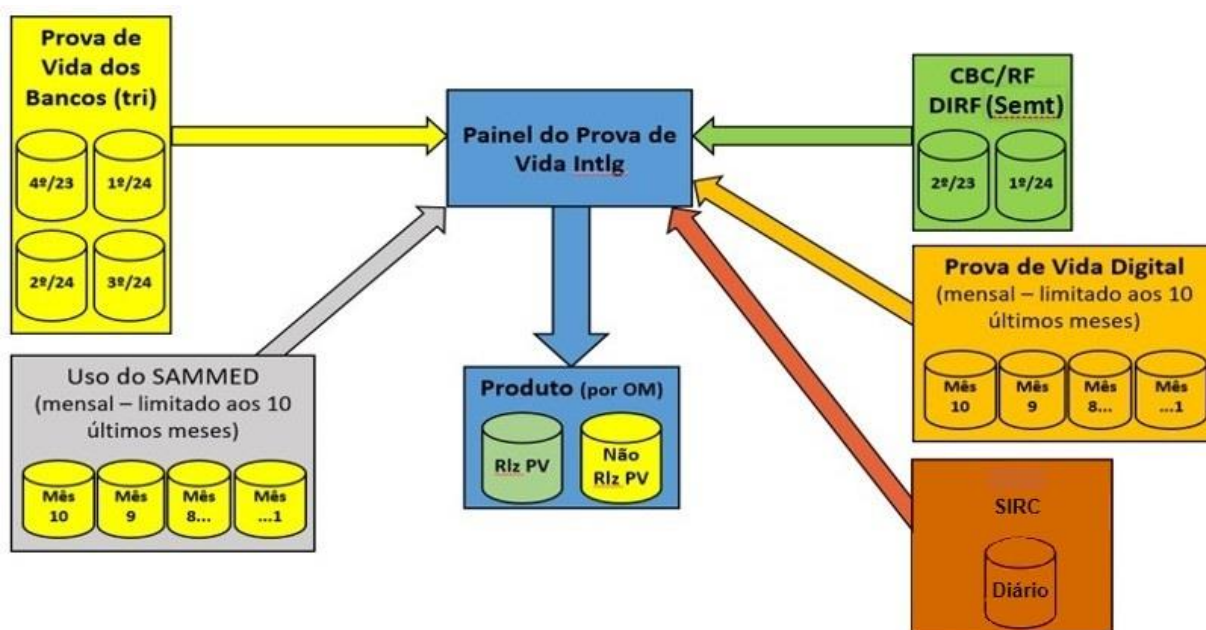 Prova de
Vida dos
Bancos (tri)
4º/23
1º/24
2º/24
3º/24
Painel do Prova de
Vida Intlg
CBC/RF
DIRF (Semt)
2º/23
1º/24
Prova de Vida Digital
(mensal – limitado aos 10
últimos meses)
Mês
10
Mês
9
Mês
8...
Mês
...1
Uso do SAMMED
(mensal – limitado aos 10
últimos meses)
Mês
10
Mês
9
Mês
8...
Mês
...1
Produto (por OM)
Rlz PV
Não
Rlz PV
SIRC
Diário